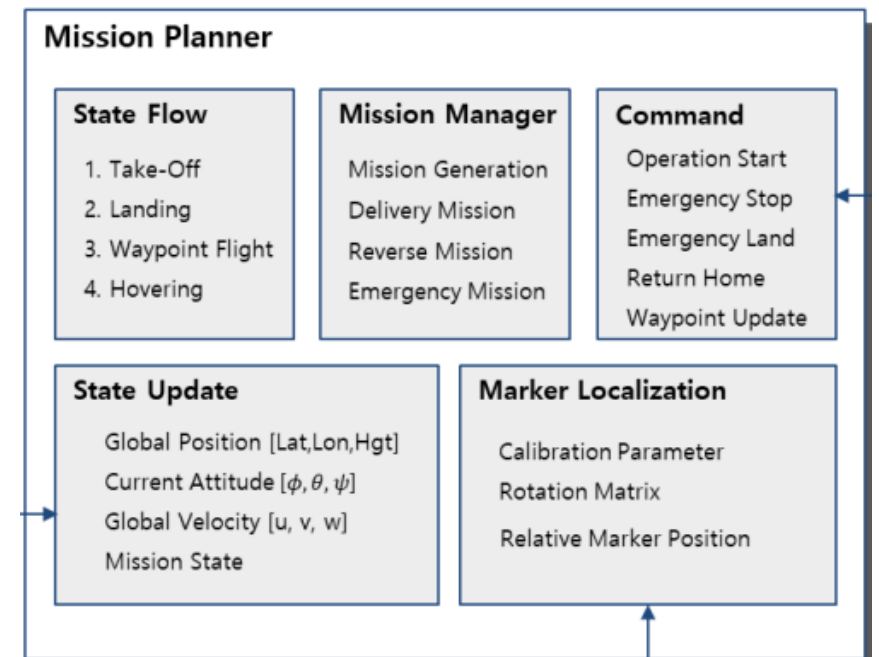 Mission Planner
State Flow
1. Take-Off
2. Landing
3. Waypoint Flight
4. Hovering
Mission Manager
Mission Generation
Delivery Mission
Reverse Mission
Emergency Mission
Command
Operation Start
Emergency Stop
Emergency Land
Return Home
Waypoint Update
State Update
Global Position [Lat,Lon,Hgt]
Current Attitude [ϕ, θ, ψ]
Global Velocity [u, v, w]
Mission State
Marker Localization
Calibration Parameter
Rotation Matrix
Relative Marker Position